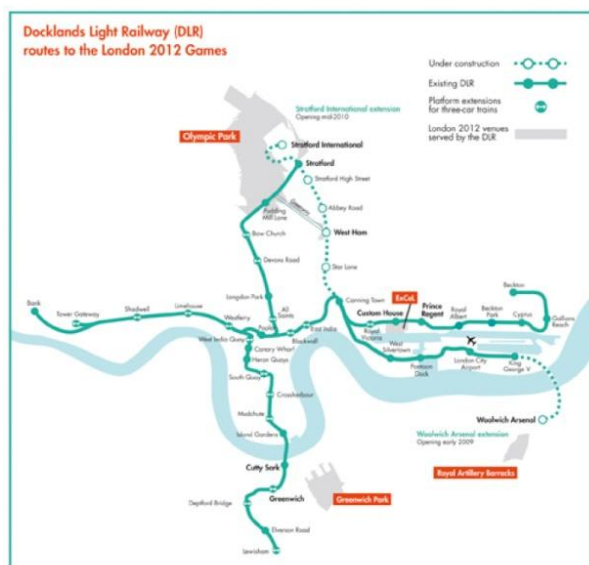 Docklands Light Railway (DLR)
routes to the London 2012 Games
Under construction
Existing DLR
Platform extensions
for three-car trains
London 2012 venues
served by the DLR
Stratford International extension
Opening mid-2010
Olympic Park
Stratford International
Stratford
Stratford High Street
Pudding
Mill Lane
Abbey Road
Bow Church
West Ham
Devons Road
Star Lane
Langdon Park
All
Saints
Canning Town
ExCeL
Beckton
Bank
Tower Gateway
Shadwell
Limehouse
Westferry
Poplar
Blackwall
East India
Custom House
Prince
Regent
Royal
Victoria
Royal
Albert
Beckton
Park
Cyprus
Gallions
Reach
West India Quay
Canary Wharf
Heron Quays
West
Silvertown
Pontoon
Dock
London City
Airport
King
George V
South Quay
Crossharbour
Mudchute
Island Gardens
Woolwich Arsenal
Woolwich Arsenal extension
Opening early 2009
Cutty Sark
Royal Artillery Barracks
Greenwich
Greenwich Park
Deptford Bridge
Elverson Road
Lewisham